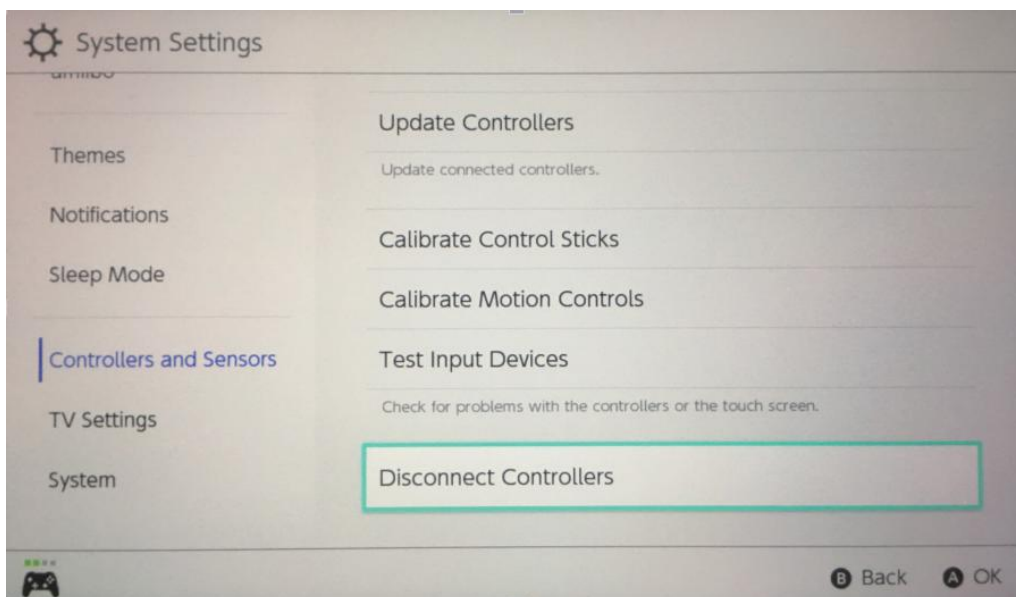 System Settings
amiibo
Themes
Notifications
Sleep Mode
Controllers and Sensors
TV Settings
System
Update Controllers
Update connected controllers.
Calibrate Control Sticks
Calibrate Motion Controls
Test Input Devices
Check for problems with the controllers or the touch screen.
Disconnect Controllers
B Back A OK